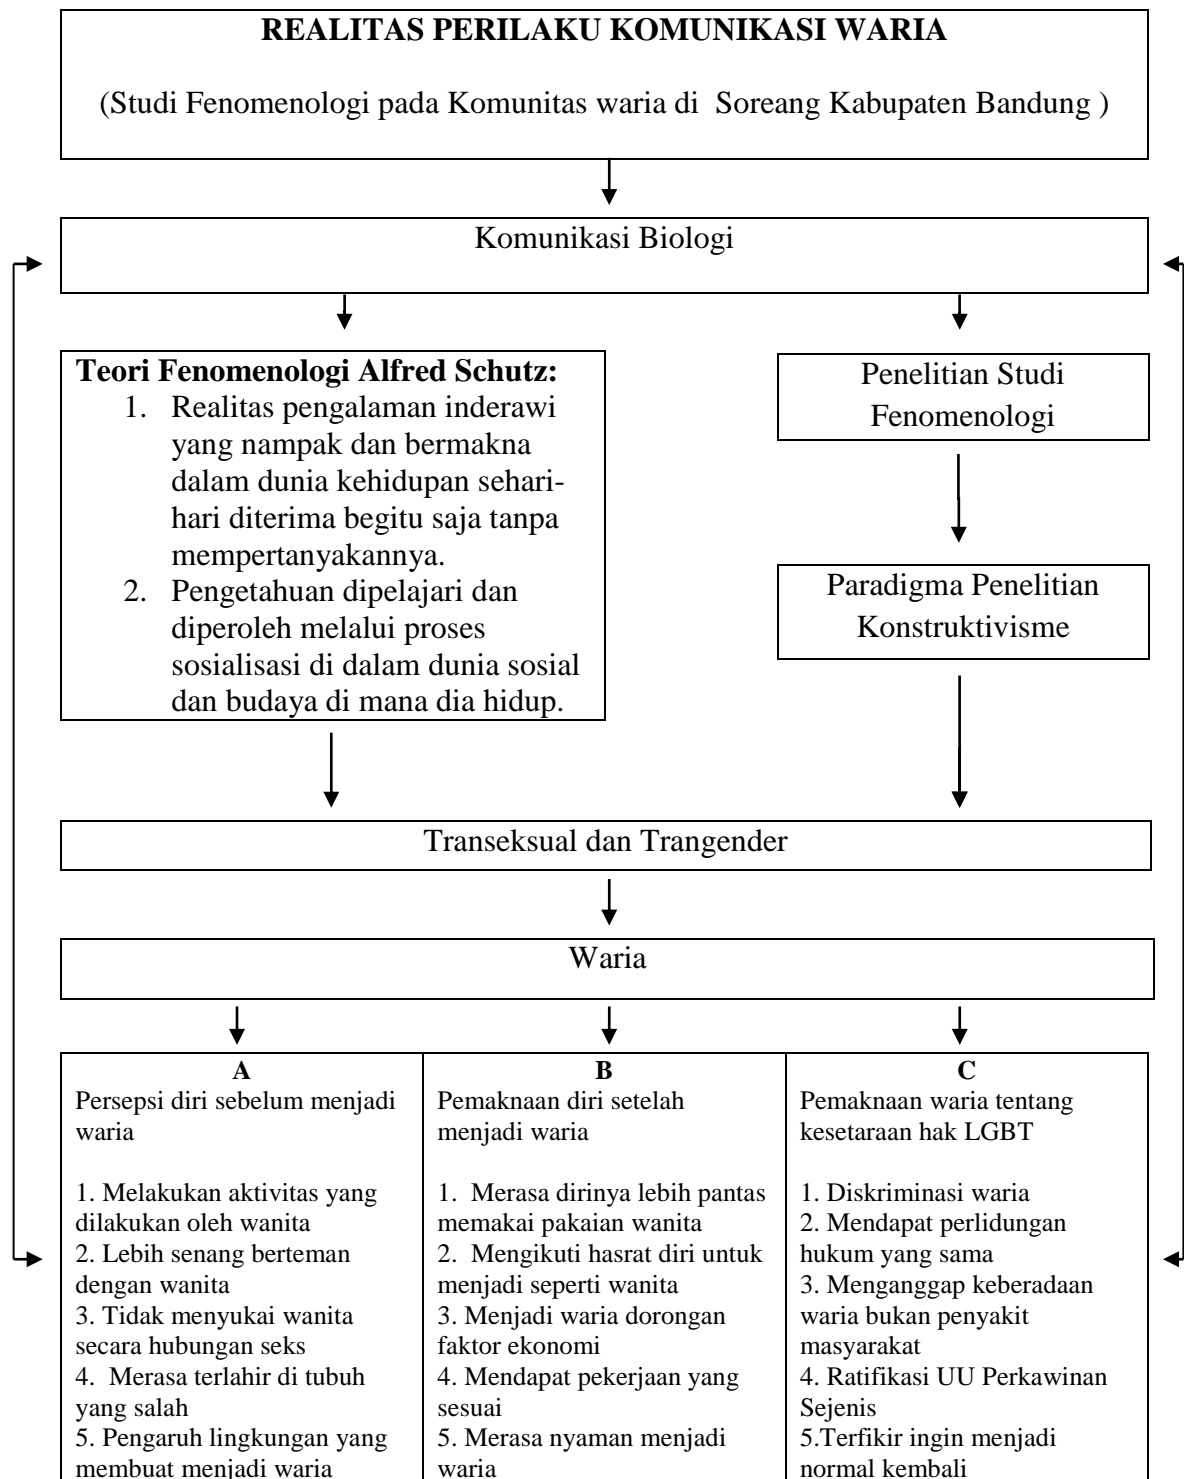 REALITAS PERILAKU KOMUNIKASI WARIA
(Studi Fenomenologi pada Komunitas waria di Soreang Kabupaten Bandung )
Komunikasi Biologi
Teori Fenomenologi Alfred Schutz:
1. Realitas pengalaman inderawi
yang nampak dan bermakna
dalam dunia kehidupan sehari-
hari diterima begitu saja tanpa
mempertanyakannya.
2. Pengetahuan dipelajari dan
diperoleh melalui proses
sosialisasi di dalam dunia sosial
dan budaya di mana dia hidup.
Penelitian Studi
Fenomenologi
Paradigma Penelitian
Konstruktivisme
Transeksual dan Trangender
Waria
A
Persepsi diri sebelum menjadi
waria
1. Melakukan aktivitas yang
dilakukan oleh wanita
2. Lebih senang berteman
dengan wanita
3. Tidak menyukai wanita
secara hubungan seks
4. Merasa terlahir di tubuh
yang salah
5. Pengaruh lingkungan yang
membuat menjadi waria
B
Pemaknaan diri setelah
menjadi waria
1. Merasa dirinya lebih pantas
memakai pakaian wanita
2. Mengikuti hasrat diri untuk
menjadi seperti wanita
3. Menjadi waria dorongan
faktor ekonomi
4. Mendapat pekerjaan yang
sesuai
5. Merasa nyaman menjadi
waria
C
Pemaknaan waria tentang
kesetaraan hak LGBT
1. Diskriminasi waria
2. Mendapat perlidungan
hukum yang sama
3. Menganggap keberadaan
waria bukan penyakit
masyarakat
4. Ratifikasi UU Perkawinan
Sejenis
5.Terfikir ingin menjadi
normal kembali